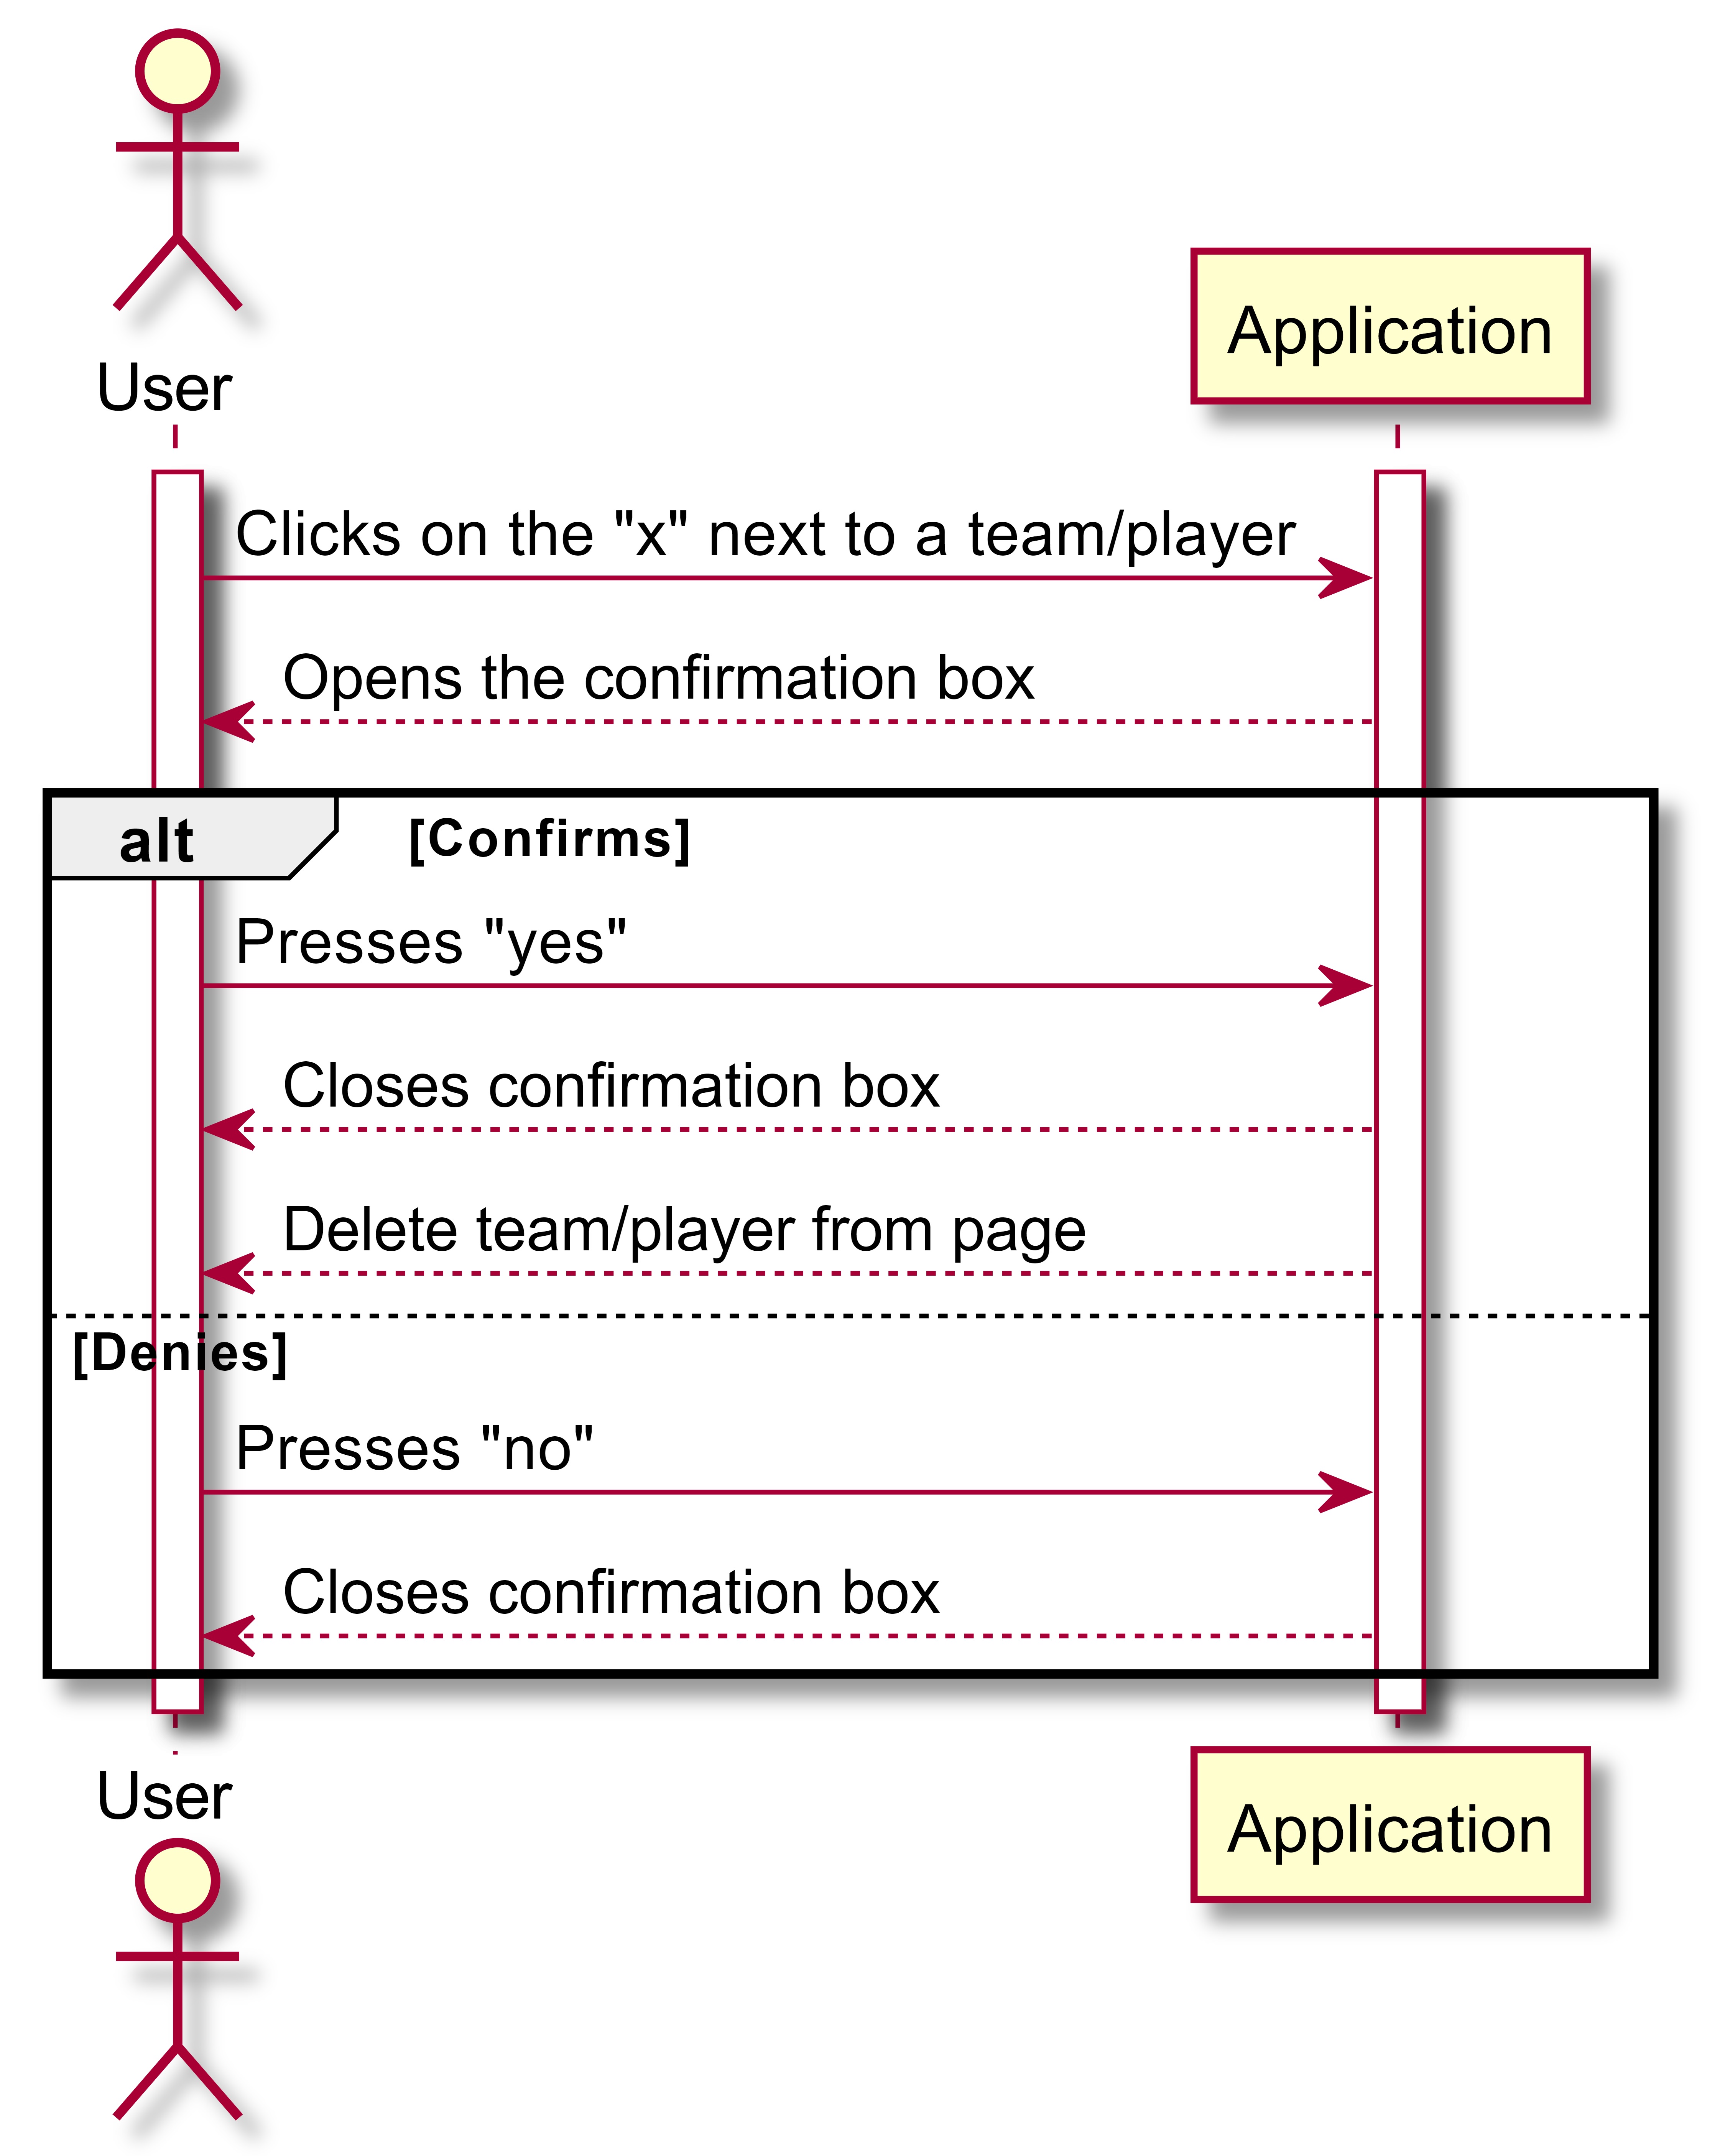 User
Application
Clicks on the "x" next to a team/player
Opens the confirmation box
alt [Confirms]
Presses "yes"
Closes confirmation box
Delete team/player from page
[Denies]
Presses "no"
Closes confirmation box
User
Application